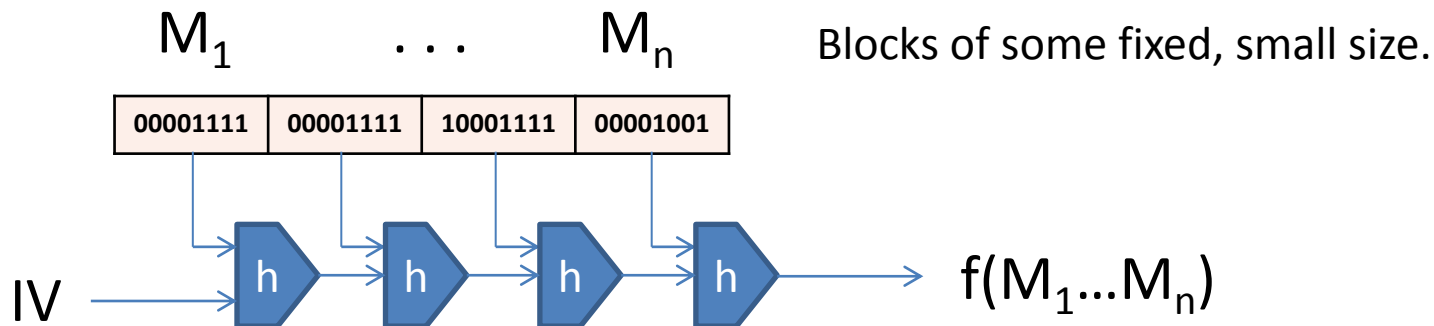 M₁ . . . Mₙ Blocks of some fixed, small size.
00001111 00001111 10001111 00001001
h h h h
IV f(M₁...Mₙ)